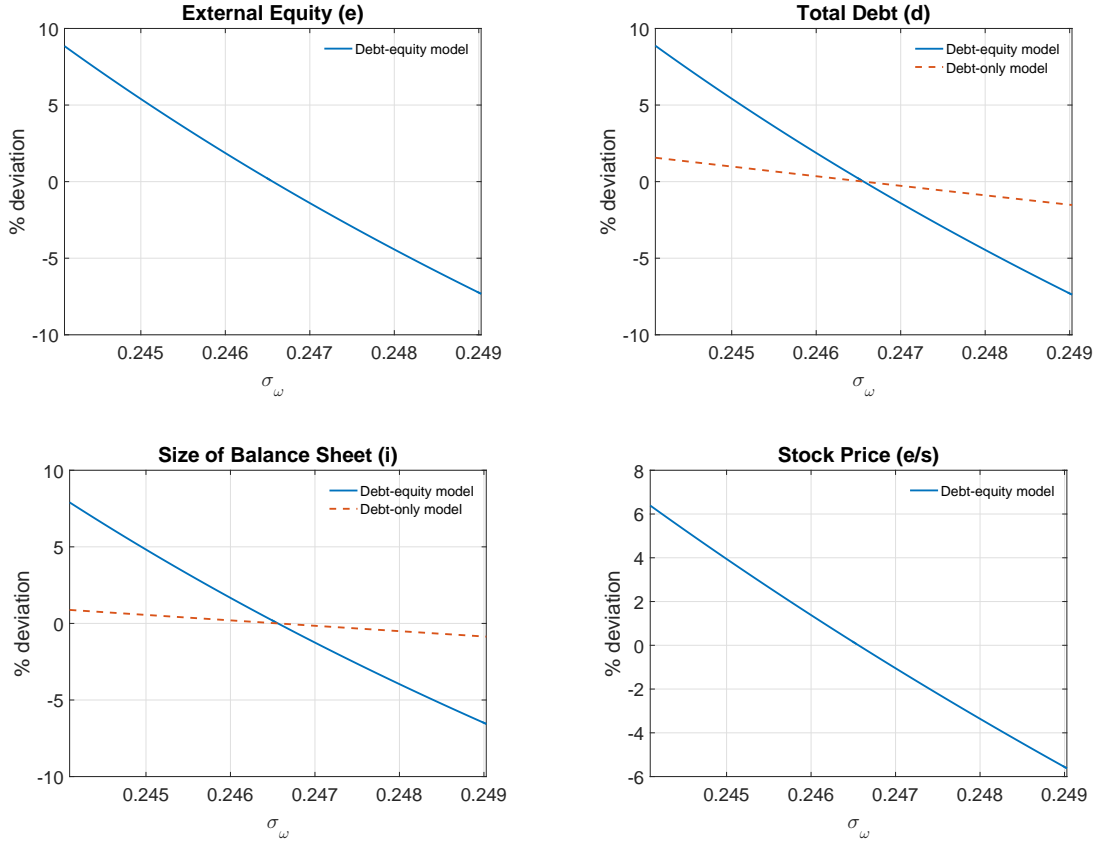 External Equity (e)
10
5
0
-5
-10
% deviation
Debt-equity model
0.245
0.246
0.247
0.248
0.249
σω
Total Debt (d)
10
5
0
-5
-10
% deviation
Debt-equity model
Debt-only model
0.245
0.246
0.247
0.248
0.249
σω
Size of Balance Sheet (i)
10
5
0
-5
-10
% deviation
Debt-equity model
Debt-only model
0.245
0.246
0.247
0.248
0.249
σω
Stock Price (e/s)
8
6
4
2
0
-2
-4
-6
% deviation
Debt-equity model
0.245
0.246
0.247
0.248
0.249
σω